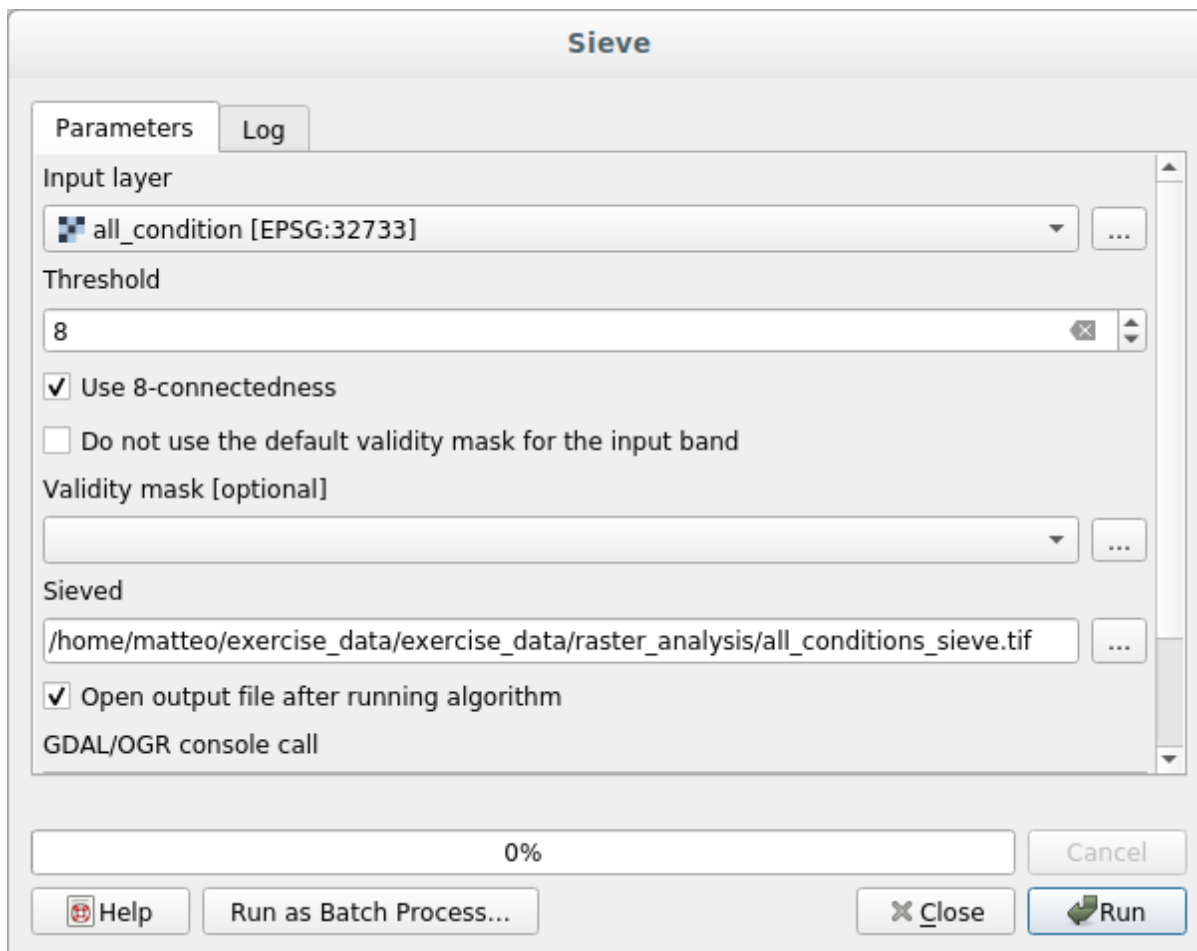 Sieve
Parameters
Log
Input layer
all_condition [EPSG:32733]
...
Threshold
8
Use 8-connectedness
Do not use the default validity mask for the input band
Validity mask [optional]
...
Sieved
/home/matteo/exercise_data/exercise_data/raster_analysis/all_conditions_sieve.tif
...
Open output file after running algorithm
GDAL/OGR console call
0%
Cancel
Help
Run as Batch Process...
Close
Run